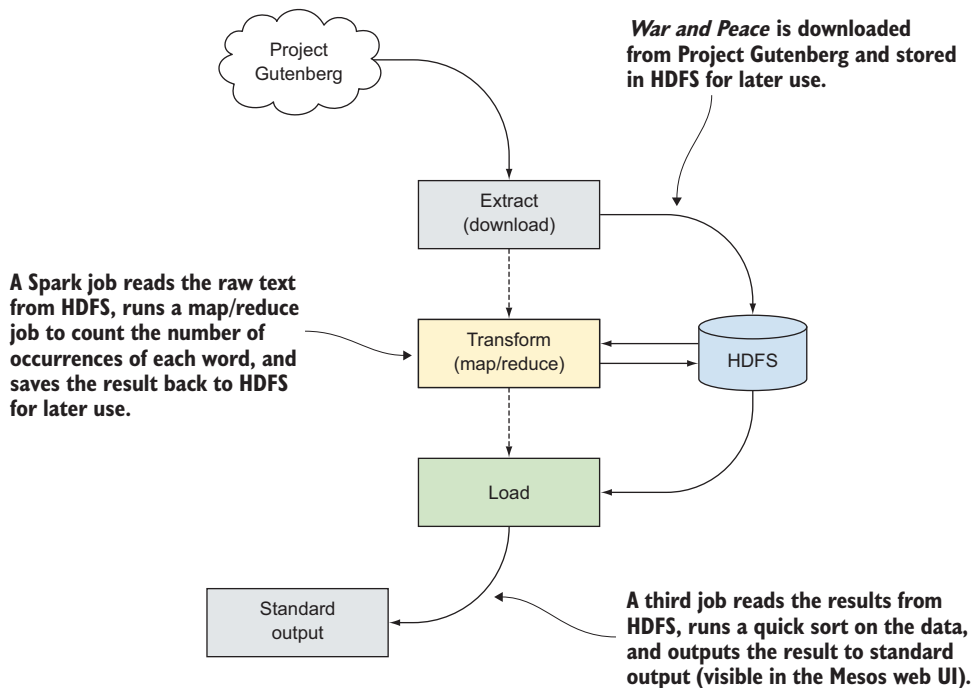 Project
Gutenberg
War and Peace is downloaded
from Project Gutenberg and stored
in HDFS for later use.
Extract
(download)
A Spark job reads the raw text
from HDFS, runs a map/reduce
job to count the number of
occurrences of each word, and
saves the result back to HDFS
for later use.
Transform
(map/reduce)
HDFS
Load
Standard
output
A third job reads the results from
HDFS, runs a quick sort on the data,
and outputs the result to standard
output (visible in the Mesos web UI).